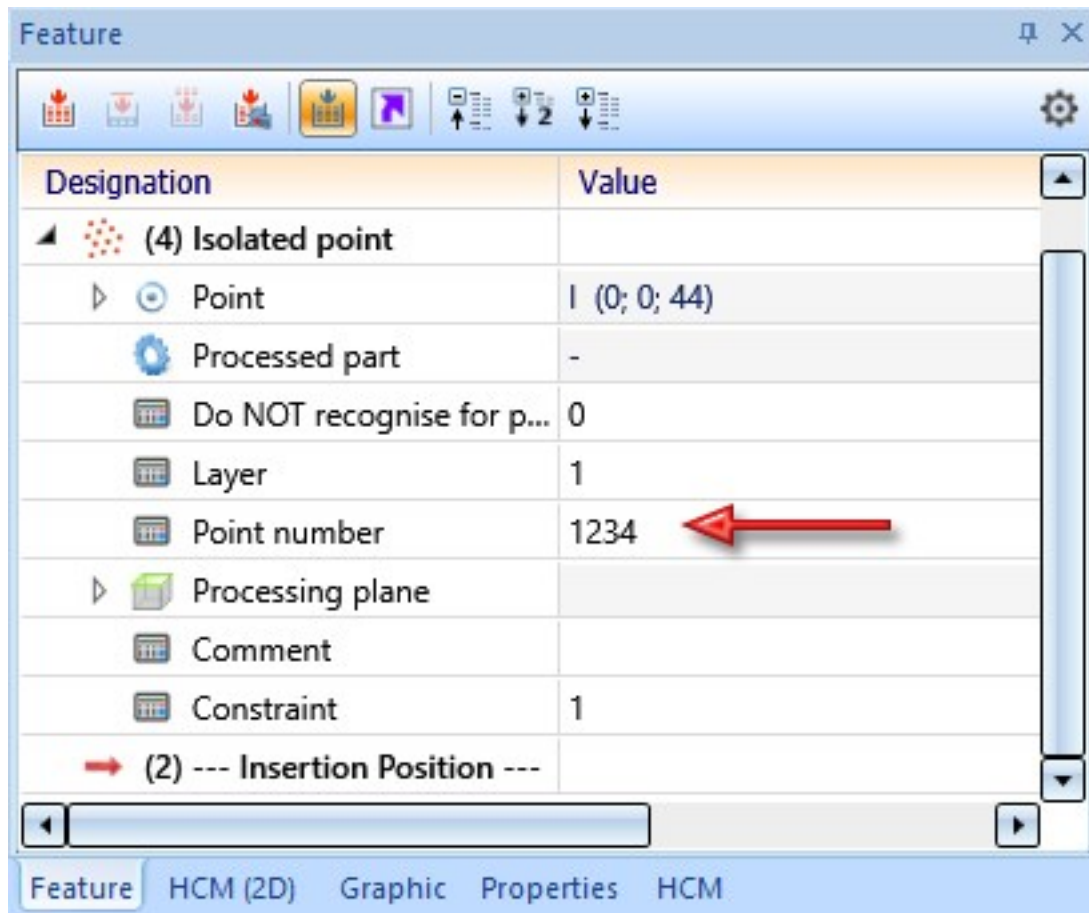 Feature
2
Designation Value
(4) Isolated point
Point I (0; 0; 44)
Processed part -
Do NOT recognise for p... 0
Layer 1
Point number 1234
Processing plane
Comment
Constraint 1
(2) --- Insertion Position ---
Feature HCM (2D) Graphic Properties HCM